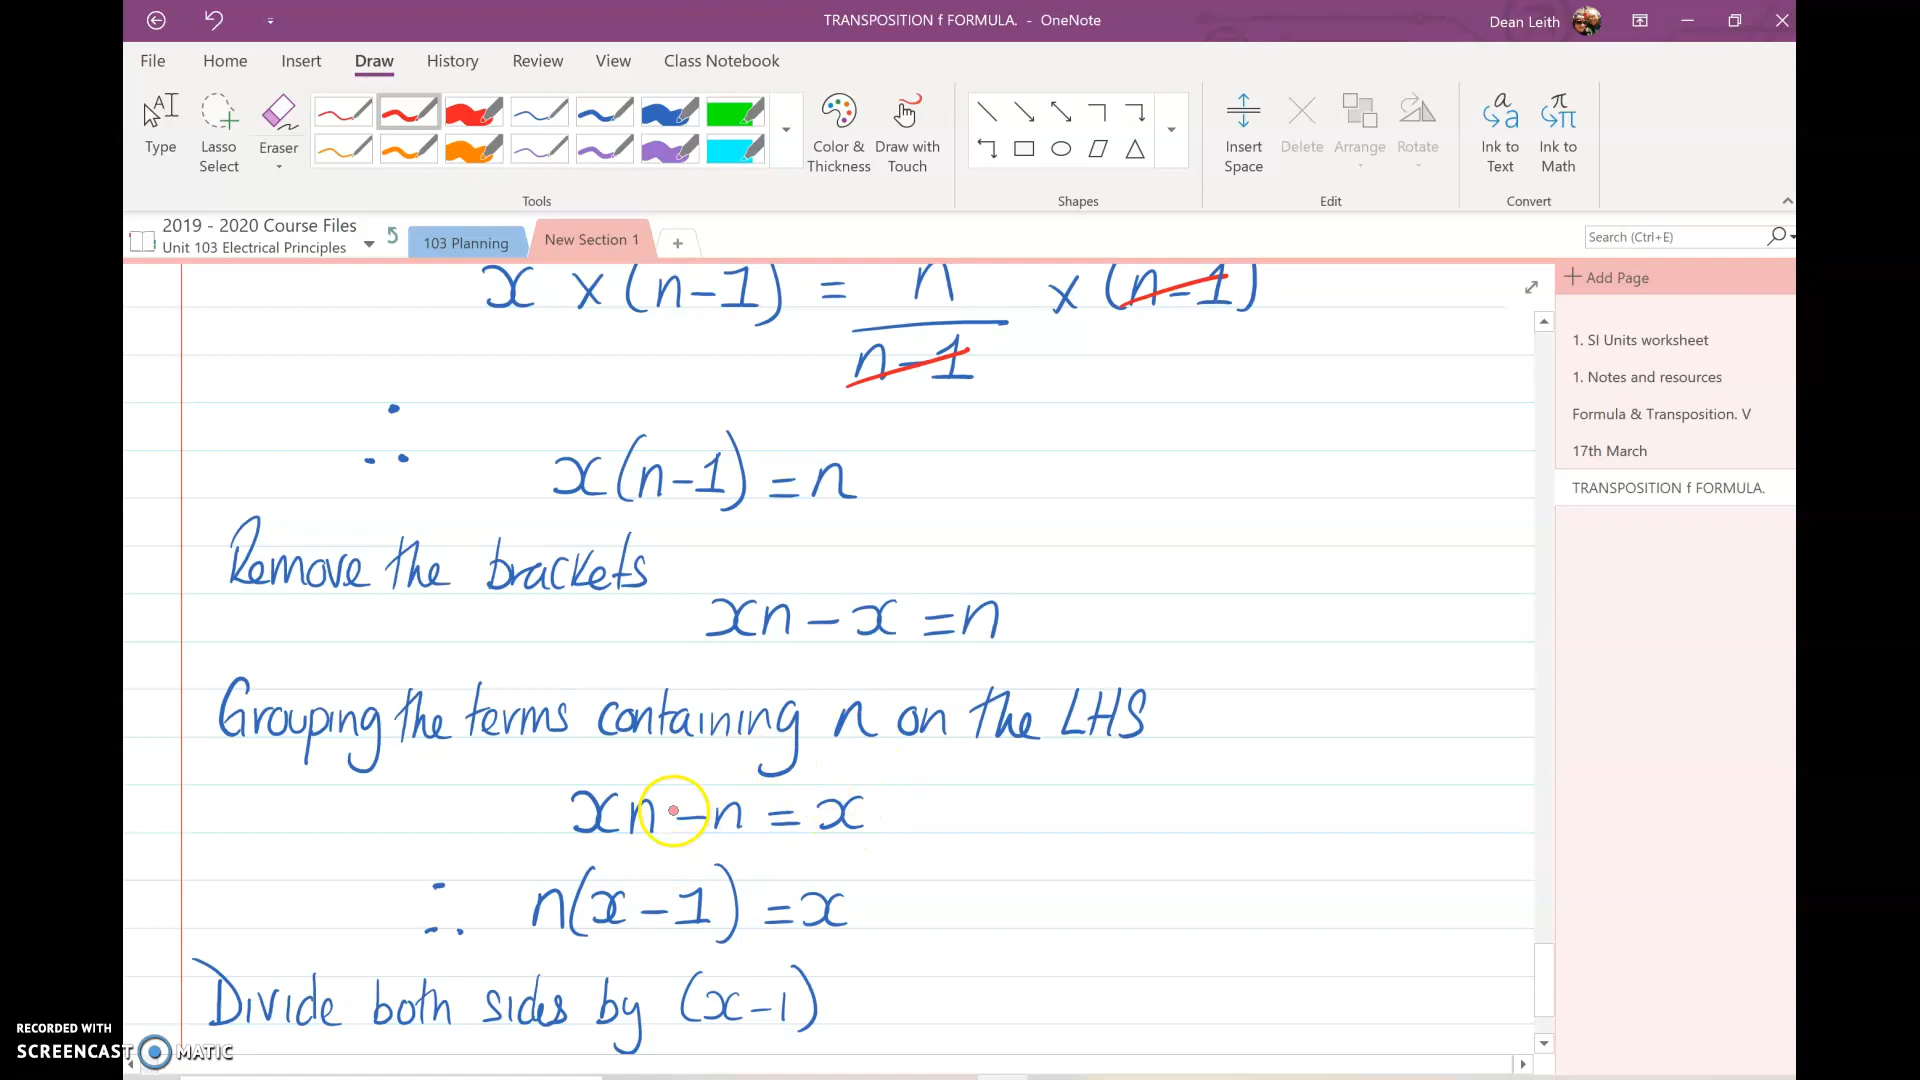 TRANSPOSITION f FORMULA. - OneNote
Dean Leith
File Home Insert Draw History Review View Class Notebook
Type
Lasso Select
Eraser
Color & Thickness
Draw with Touch
Insert Space
Delete
Arrange
Rotate
Ink to Text
Ink to Math
Tools
Shapes
Edit
Convert
2019 - 2020 Course Files
Unit 103 Electrical Principles
103 Planning
New Section 1
Search (Ctrl+E)
x × (n-1) = n/(n-1) × (n-1)
∴ x(n-1) = n
Remove the brackets
xn - x = n
Grouping the terms containing n on the LHS
xn - n = x
∴ n(x-1) = x
Divide both sides by (x-1)
Add Page
1. SI Units worksheet
1. Notes and resources
Formula & Transposition. V
17th March
TRANSPOSITION f FORMULA.
RECORDED WITH
SCREENCAST MATIC